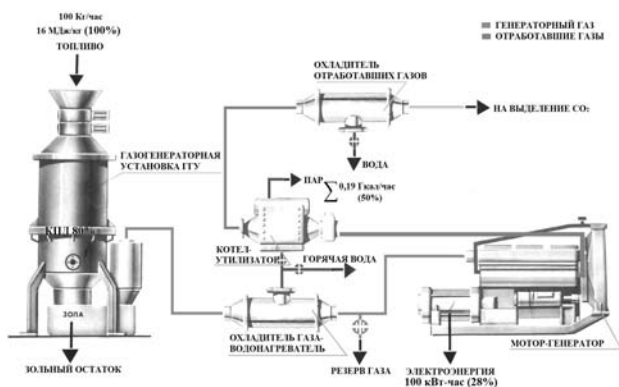 100 Кг/час
16 МДж/кг (100%)
ТОПЛИВО
ГЕНЕРАТОРНЫЙ ГАЗ
ОТРАБОТАВШИЕ ГАЗЫ
ОХЛАДИТЕЛЬ
ОТРАБОТАВШИХ ГАЗОВ
НА ВЫДЕЛЕНИЕ CO₂
ВОДА
ГАЗОГЕНЕРАТОРНАЯ
УСТАНОВКА ГГУ
ПАР ∑ 0,19 Гкал/час
(50%)
КПД 80%
КОТЕЛ-
УТИЛИЗАТОР
ГОРЯЧАЯ ВОДА
ЗОЛА
ОХЛАДИТЕЛЬ ГАЗА-
ВОДОНАГРЕВАТЕЛЬ
МОТОР-ГЕНЕРАТОР
ЗОЛЬНЫЙ ОСТАТОК
РЕЗЕРВ ГАЗА
ЭЛЕКТРОЭНЕРГИЯ
100 кВт-час (28%)